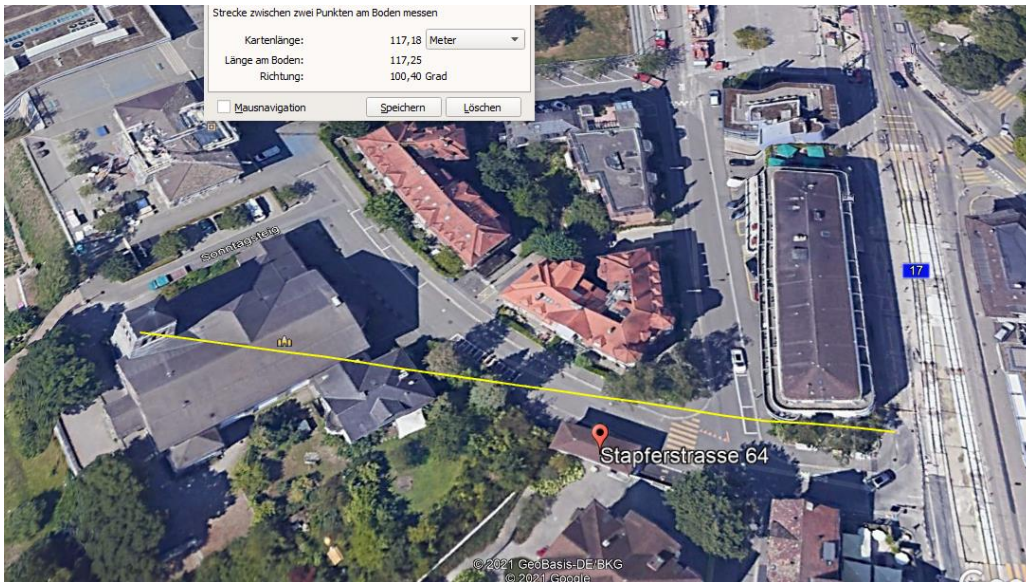 Strecke zwischen zwei Punkten am Boden messen
Kartenlänge: 117,18 Meter
Länge am Boden: 117,25
Richtung: 100,40 Grad
Mausnavigation Speichern Löschen
Sonntagsteig
17
Stapferstrasse 64
© 2021 GeoBasis-DE/BKG
© 2021 Google